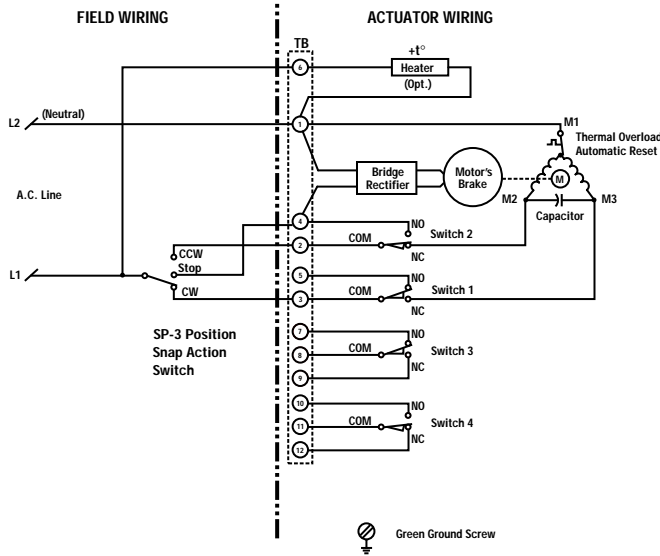 FIELD WIRING
ACTUATOR WIRING
TB
+t°
6
Heater
(Opt.)
L2
(Neutral)
1
M1
Thermal Overload
Automatic Reset
Bridge
Rectifier
Motor's
Brake
M
M2
M3
Capacitor
A.C. Line
4
NO
CCW
2
COM
Switch 2
Stop
NC
L1
5
NO
CW
3
COM
Switch 1
NC
SP-3 Position
Snap Action
Switch
7
NO
8
COM
Switch 3
9
NC
10
NO
11
COM
Switch 4
12
NC
Green Ground Screw